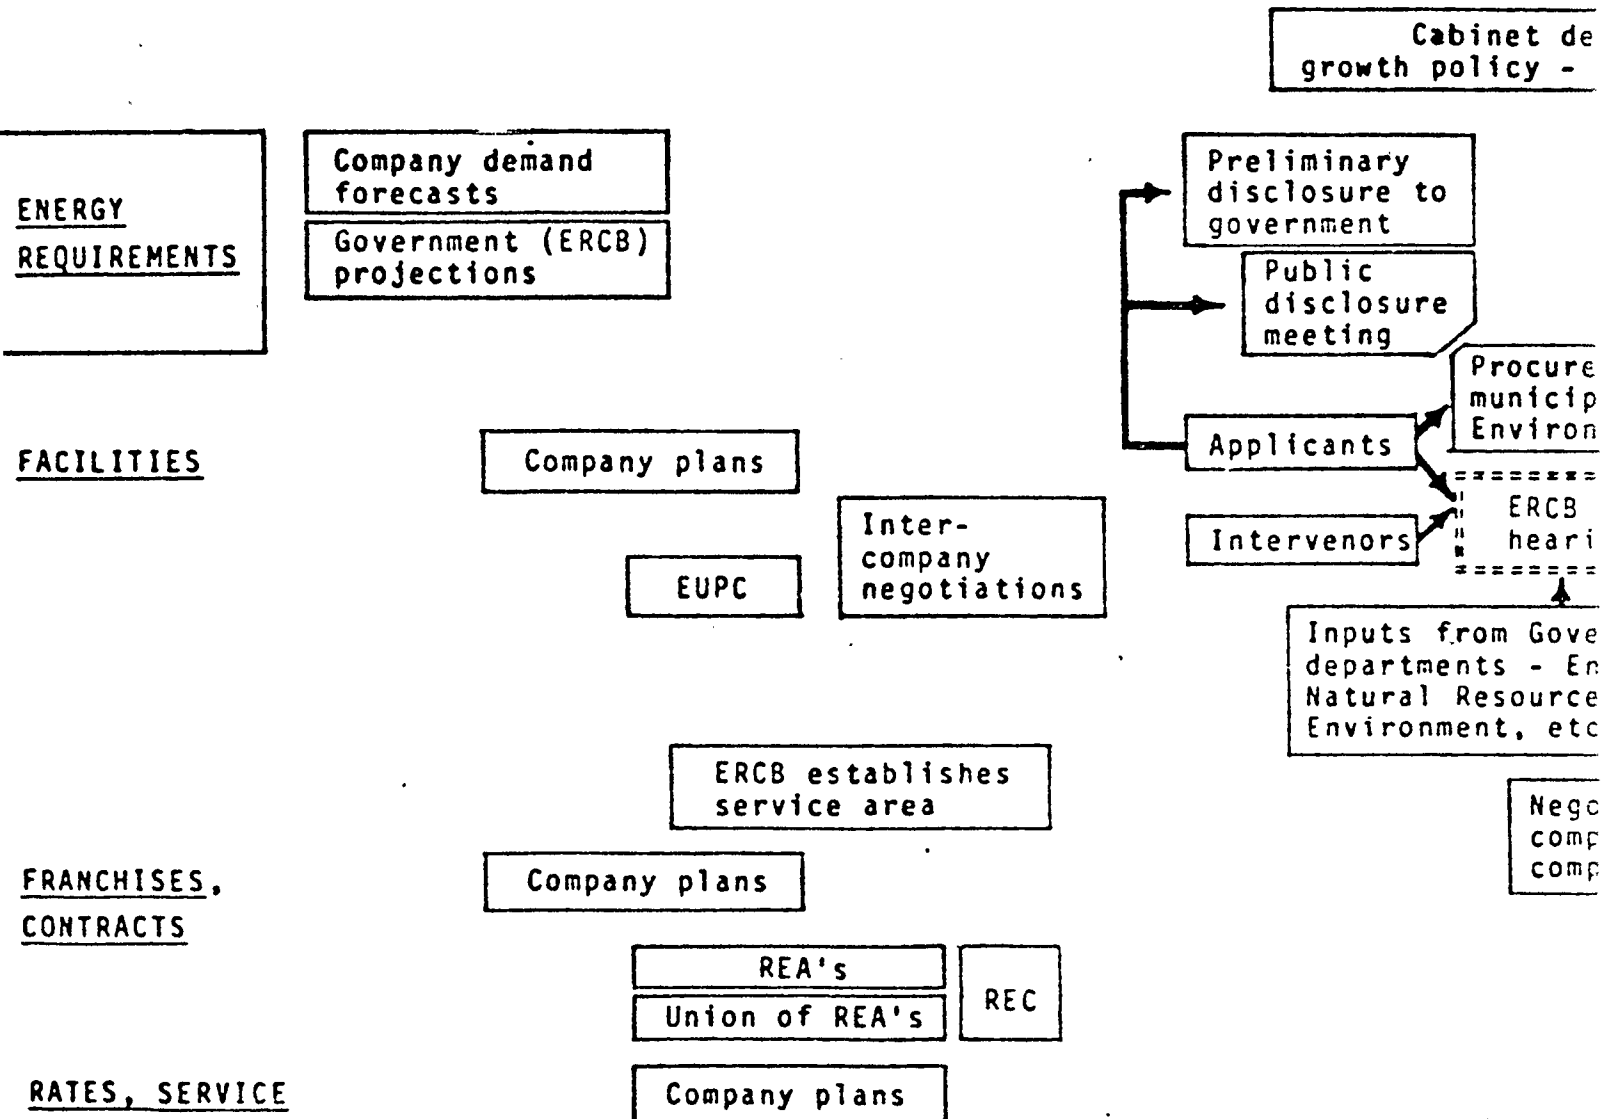 Cabinet de
growth policy -
ENERGY
REQUIREMENTS
Company demand
forecasts
Government (ERCB)
projections
Preliminary
disclosure to
government
Public
disclosure
meeting
Procure
municip
Environ
FACILITIES
Company plans
Applicants
Inter-
company
negotiations
EUPC
Intervenors
ERCB
heari
Inputs from Gove
departments - En
Natural Resource
Environment, etc
ERCB establishes
service area
Nego
comp
comp
FRANCHISES,
CONTRACTS
Company plans
REA's
Union of REA's
REC
RATES, SERVICE
Company plans